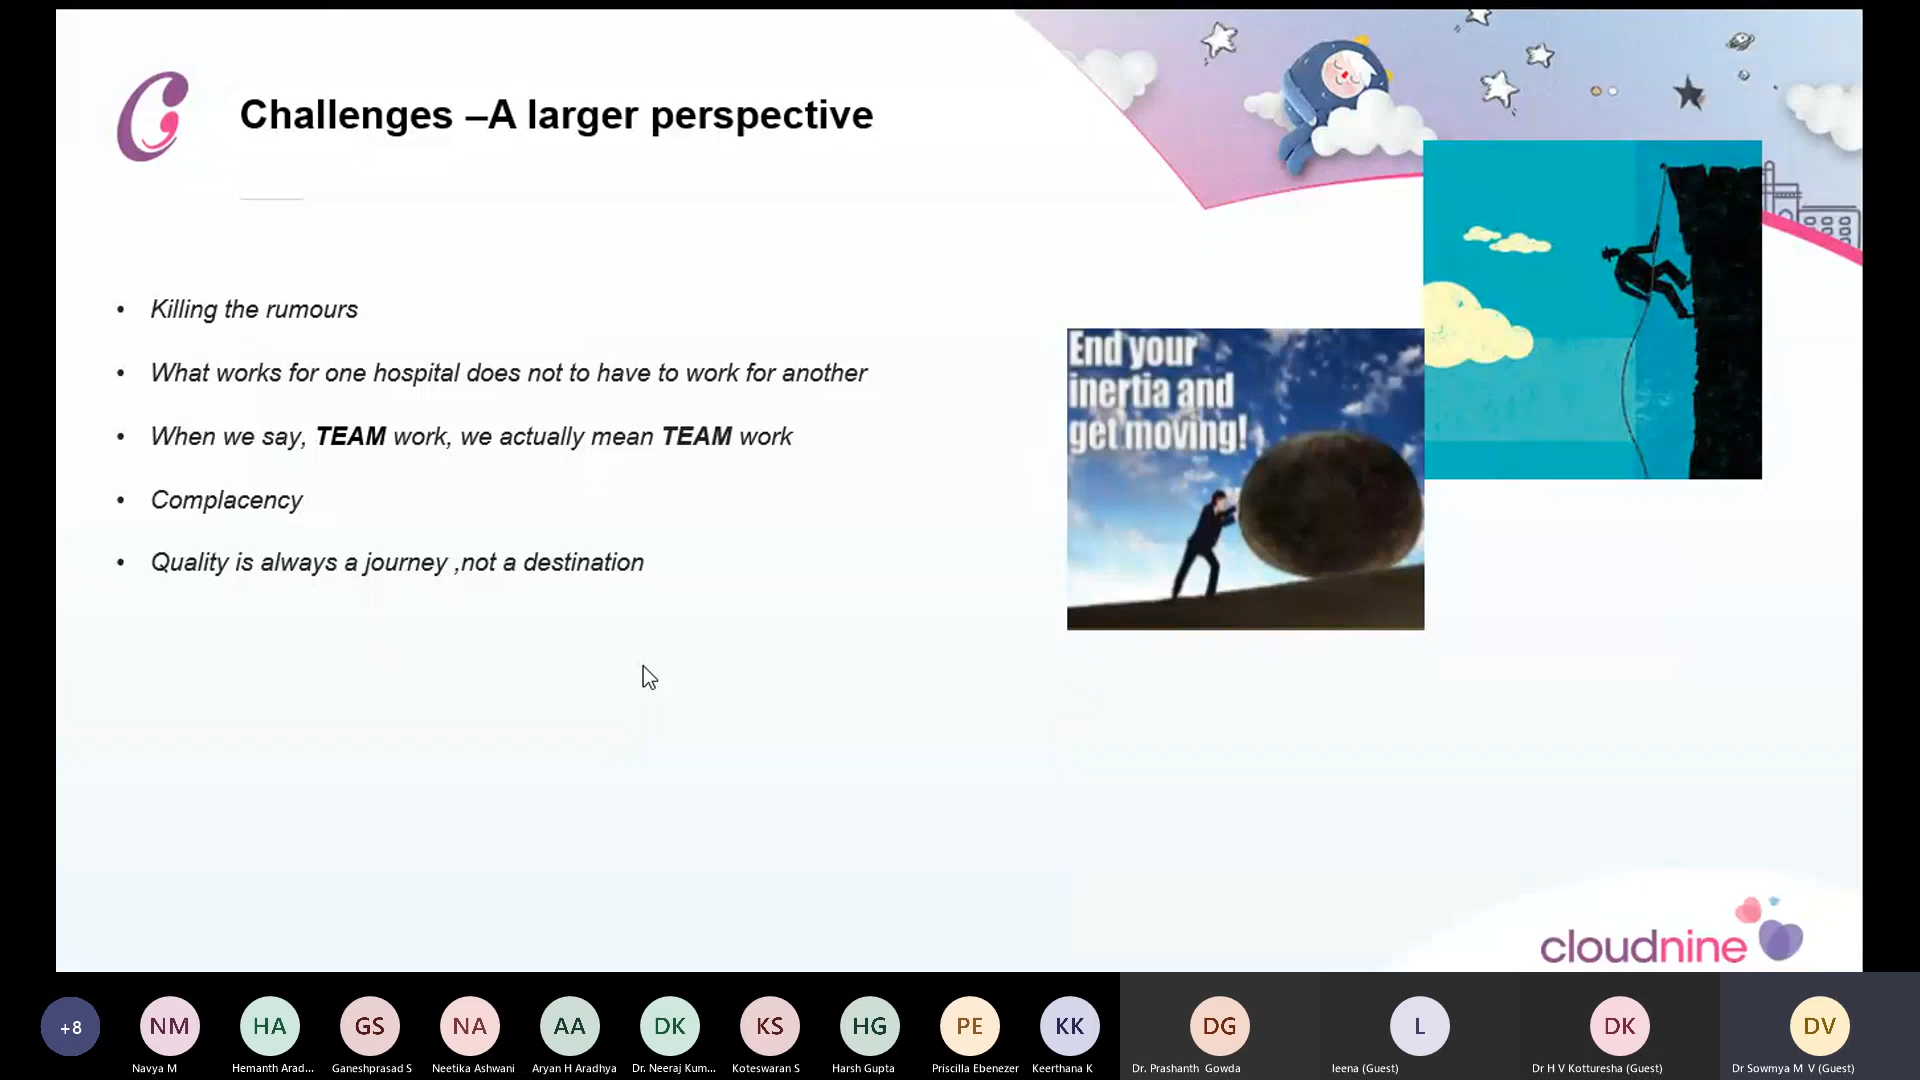 Challenges –A larger perspective
• Killing the rumours
• What works for one hospital does not to have to work for another
• When we say, TEAM work, we actually mean TEAM work
• Complacency
• Quality is always a journey ,not a destination
End your
inertia and
get moving!
cloudnine
+8
NM
HA
GS
NA
AA
DK
KS
HG
PE
KK
DG
L
DK
DV
Navya M
Hemanth Arad...
Ganeshprasad S
Neetika Ashwani
Aryan H Aradhya
Dr. Neeraj Kum...
Koteswaran S
Harsh Gupta
Priscilla Ebenezer
Keerthana K
Dr. Prashanth Gowda
leena (Guest)
Dr H V Kotturesha (Guest)
Dr Sowmya M V (Guest)